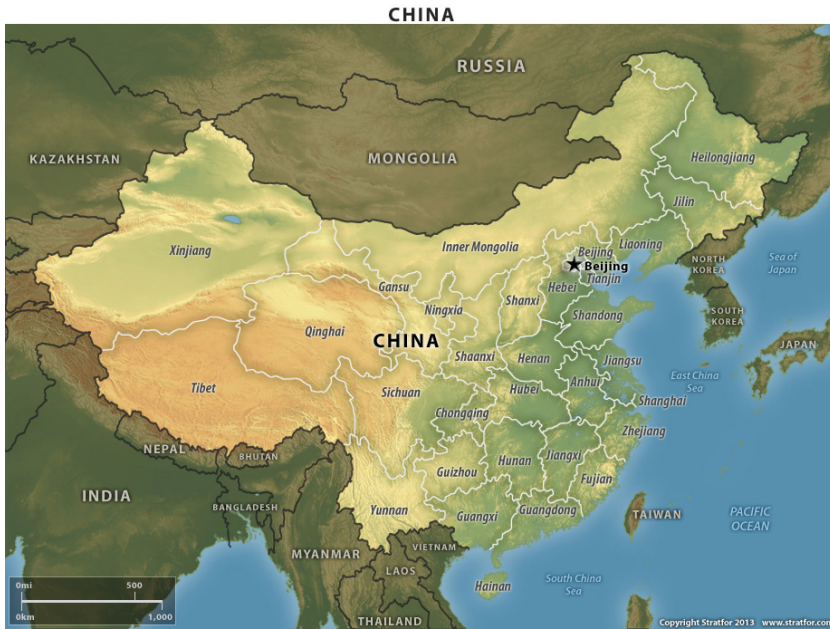 CHINA
RUSSIA
KAZAKHSTAN
MONGOLIA
Heilongjiang
Jilin
Xinjiang
Inner Mongolia
Beijing
Liaoning
Beijing
Tianjin
NORTH
KOREA
Sea of
Japan
Gansu
Hebei
Ningxia
Shanxi
Shandong
SOUTH
KOREA
Qinghai
CHINA
JAPAN
Shaanxi
Henan
Jiangsu
Tibet
Sichuan
Hubei
Anhui
East China
Sea
Shanghai
Chongqing
Zhejiang
NEPAL
BHUTAN
Guizhou
Hunan
Jiangxi
Fujian
INDIA
BANGLADESH
Yunnan
Guangxi
Guangdong
TAIWAN
PACIFIC
OCEAN
MYANMAR
VIETNAM
LAOS
Hainan
South China
Sea
THAILAND
0mi 500
0km 1,000
Copyright Stratfor 2013 www.stratfor.com